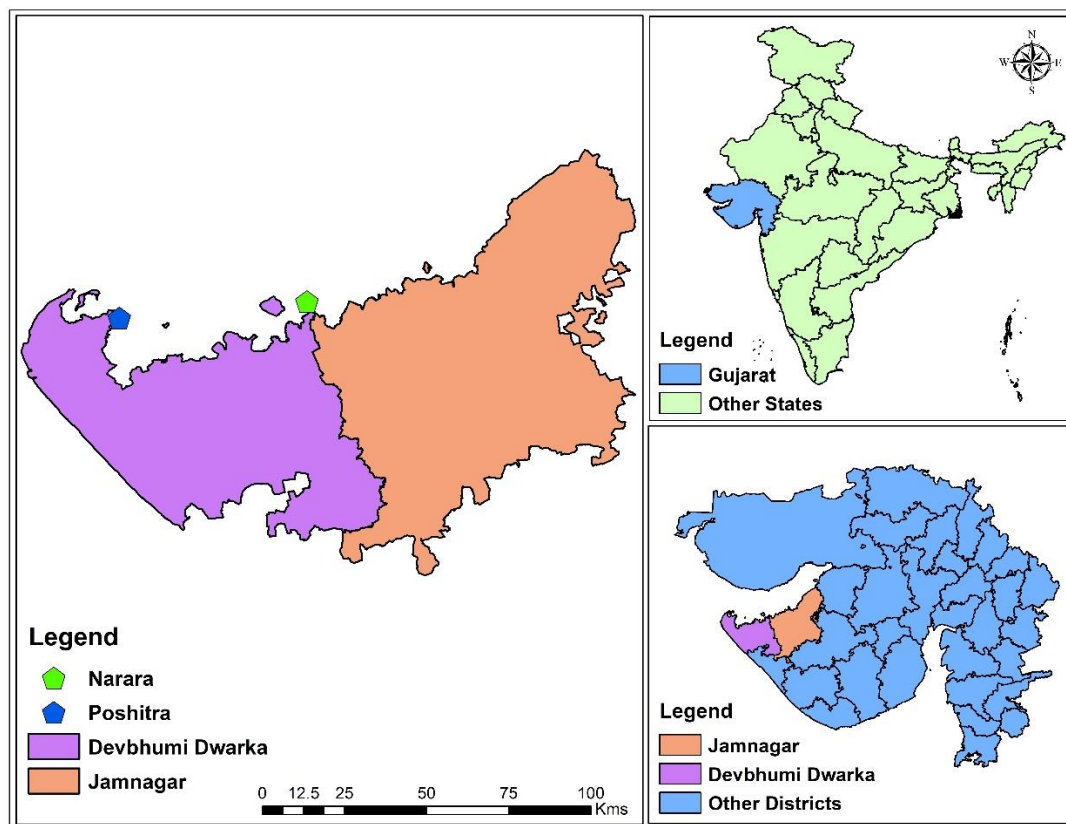 Legend
Narara
Poshitra
Devbhumi Dwarka
Jamnagar
0 12.5 25 50 75 100
Kms
N
W E
S
Legend
Gujarat
Other States
Legend
Jamnagar
Devbhumi Dwarka
Other Districts